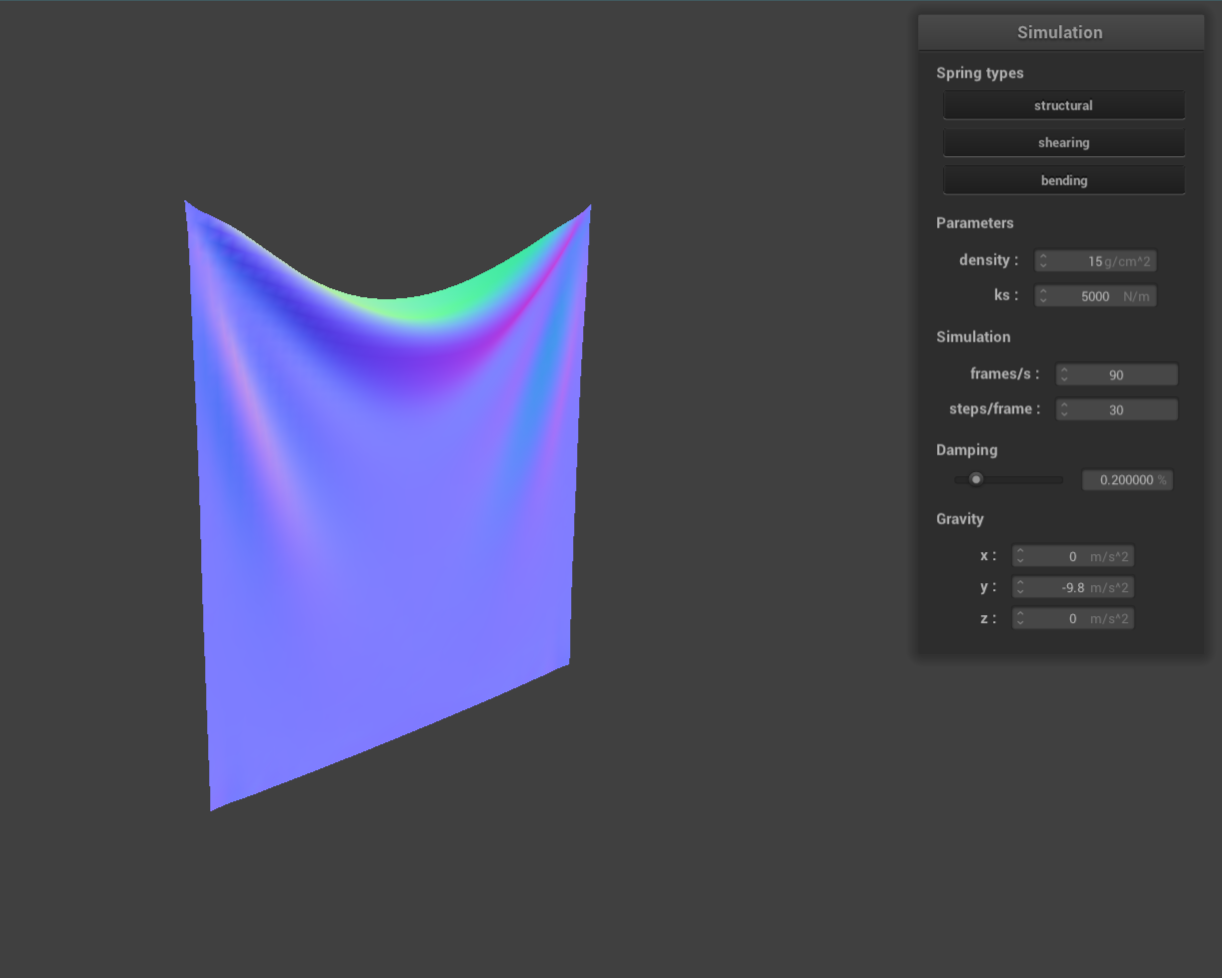 Simulation
Spring types
structural
shearing
bending
Parameters
density : 15 g/cm^2
ks : 5000 N/m
Simulation
frames/s : 90
steps/frame : 30
Damping
0.200000 %
Gravity
x : 0 m/s^2
y : -9.8 m/s^2
z : 0 m/s^2